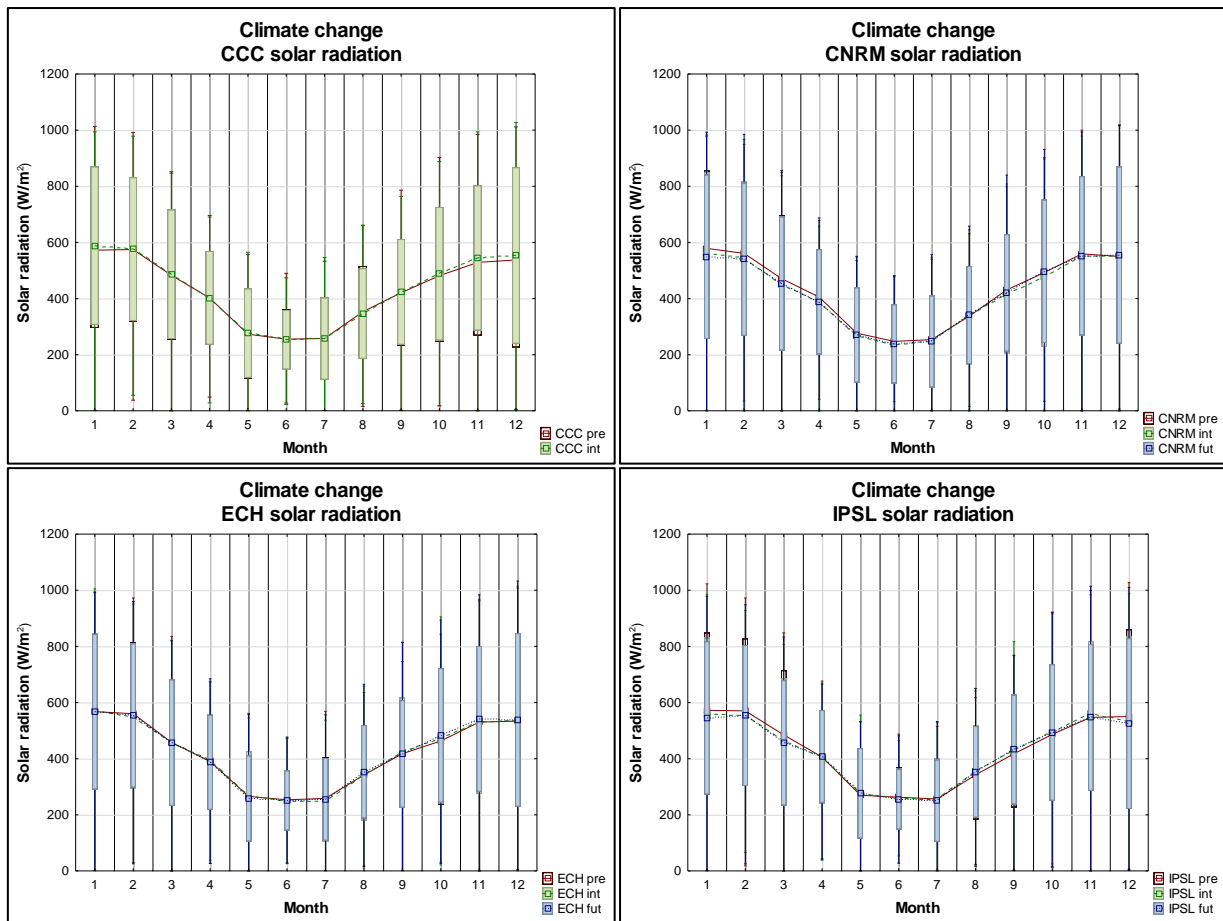 Climate change
CCC solar radiation
Solar radiation (W/m²)
1200
1000
800
600
400
200
0
1 2 3 4 5 6 7 8 9 10 11 12
Month
CCC pre
CCC int
Climate change
CNRM solar radiation
Solar radiation (W/m²)
1200
1000
800
600
400
200
0
1 2 3 4 5 6 7 8 9 10 11 12
Month
CNRM pre
CNRM int
CNRM fut
Climate change
ECH solar radiation
Solar radiation (W/m²)
1200
1000
800
600
400
200
0
1 2 3 4 5 6 7 8 9 10 11 12
Month
ECH pre
ECH int
ECH fut
Climate change
IPSL solar radiation
Solar radiation (W/m²)
1200
1000
800
600
400
200
0
1 2 3 4 5 6 7 8 9 10 11 12
Month
IPSL pre
IPSL int
IPSL fut